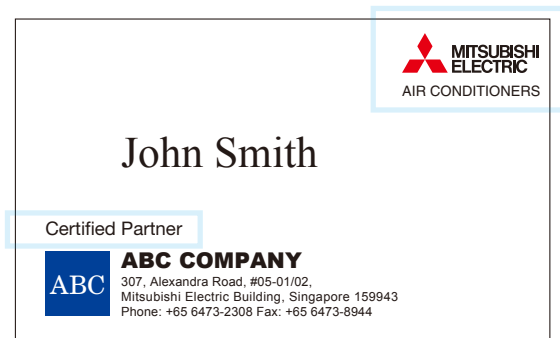 MITSUBISHI
ELECTRIC
AIR CONDITIONERS
John Smith
Certified Partner
ABC
ABC COMPANY
307, Alexandra Road, #05-01/02,
Mitsubishi Electric Building, Singapore 159943
Phone: +65 6473-2308 Fax: +65 6473-8944